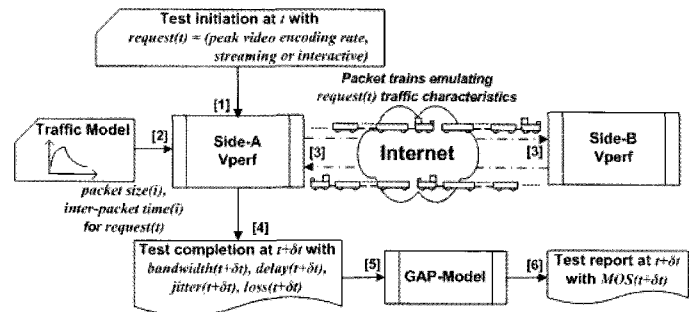 Test initiation at t with
request(t) = (peak video encoding rate,
streaming or interactive)
Packet trains emulating
request(t) traffic characteristics
[1]
Traffic Model
[2]
Side-A
Vperf
[3]
Internet
[3]
Side-B
Vperf
packet size(i),
inter-packet time(i)
for request(t)
[4]
Test completion at t+δt with
bandwidth(t+δt), delay(t+δt),
jitter(t+δt), loss(t+δt)
[5]
GAP-Model
[6]
Test report at t+δt
with MOS(t+δt)